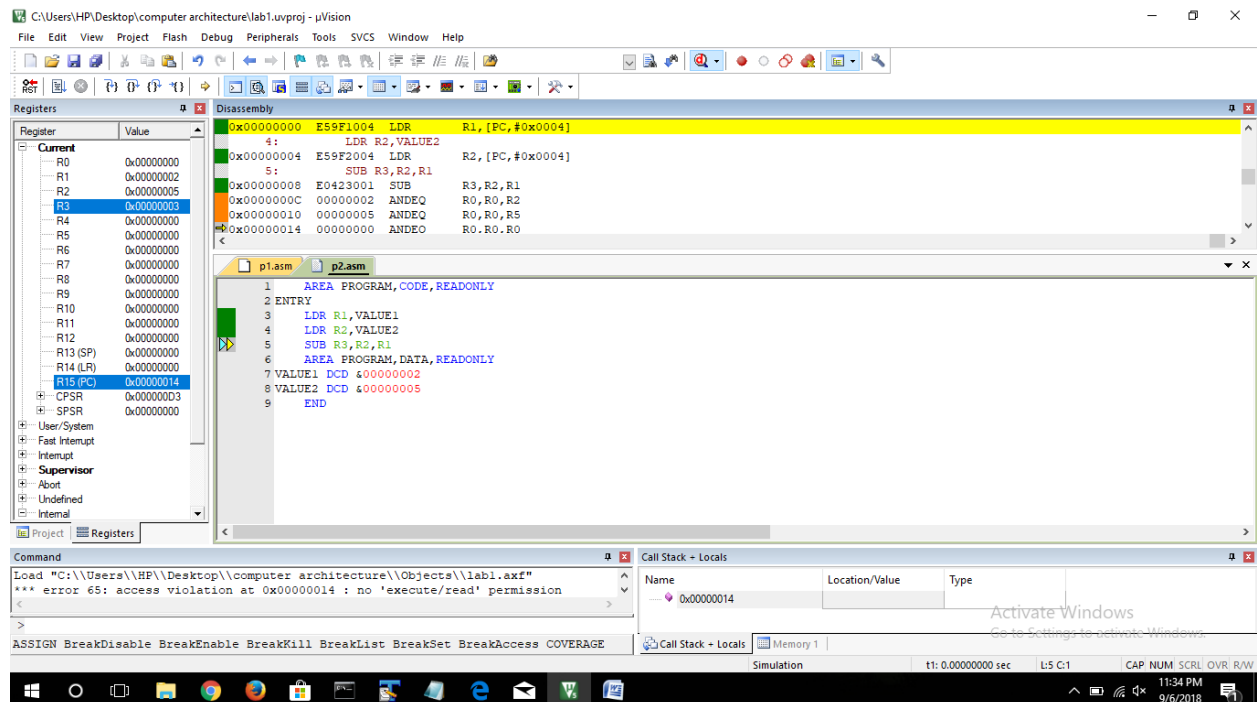 C:\Users\HP\Desktop\computer architecture\lab1.uvproj - µVision
File Edit View Project Flash Debug Peripherals Tools SVCS Window Help
Registers
Register Value
Current
R0 0x00000000
R1 0x00000002
R2 0x00000005
R3 0x00000003
R4 0x00000000
R5 0x00000000
R6 0x00000000
R7 0x00000000
R8 0x00000000
R9 0x00000000
R10 0x00000000
R11 0x00000000
R12 0x00000000
R13 (SP) 0x00000000
R14 (LR) 0x00000000
R15 (PC) 0x00000014
CPSR 0x000000D3
SPSR 0x00000000
User/System
Fast Interrupt
Interrupt
Supervisor
Abort
Undefined
Internal
Project Registers
Disassembly
0x00000000 E59F1004 LDR R1,[PC,#0x0004]
4: LDR R2,VALUE2
0x00000004 E59F2004 LDR R2,[PC,#0x0004]
5: SUB R3,R2,R1
0x00000008 E0423001 SUB R3,R2,R1
0x0000000C 00000002 ANDEQ R0,R0,R2
0x00000010 00000005 ANDEQ R0,R0,R5
0x00000014 00000000 ANDEQ R0,R0,R0
p1.asm p2.asm
1 AREA PROGRAM,CODE,READONLY
2 ENTRY
3 LDR R1,VALUE1
4 LDR R2,VALUE2
5 SUB R3,R2,R1
6 AREA PROGRAM,DATA,READONLY
7 VALUE1 DCD &00000002
8 VALUE2 DCD &00000005
9 END
Command
Load "C:\\Users\\HP\\Desktop\\computer architecture\\Objects\\lab1.axf"
*** error 65: access violation at 0x00000014 : no 'execute/read' permission
>
ASSIGN BreakDisable BreakEnable BreakKill BreakList BreakSet BreakAccess COVERAGE
Call Stack + Locals
Name Location/Value Type
0x00000014
Activate Windows
Go to Settings to activate Windows.
Call Stack + Locals Memory 1
Simulation t1: 0.00000000 sec L:5 C:1 CAP NUM SCRL OVR R/W
11:34 PM
9/6/2018